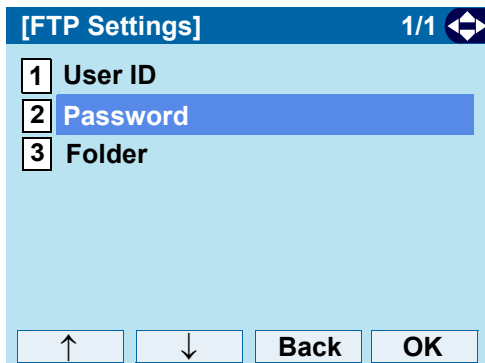 [FTP Settings] 1/1
1 User ID
2 Password
3 Folder
↑ ↓ Back OK